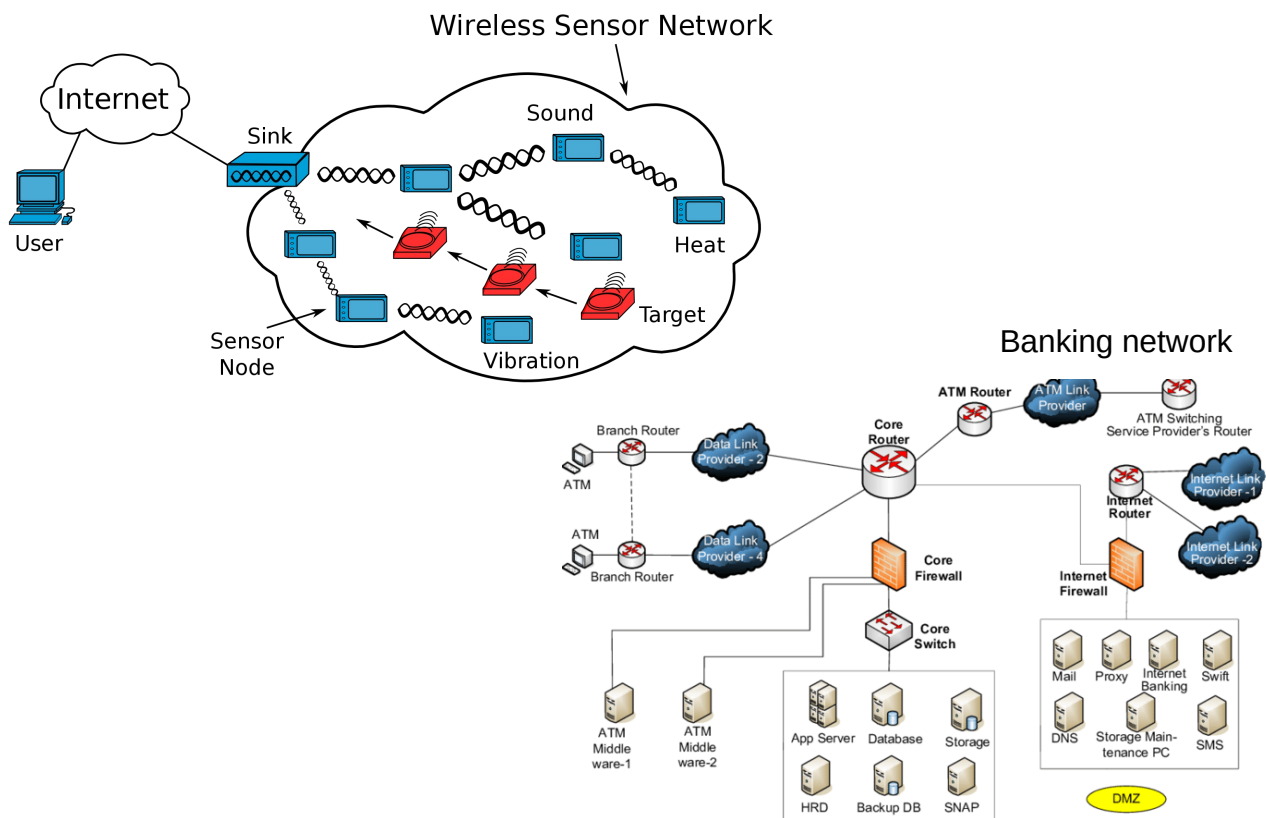 Wireless Sensor Network
Internet
Sound
Sink
User
Heat
Target
Sensor
Node
Vibration
Banking network
ATM Router
ATM Link
Provider
ATM Switching
Service Provider's Router
Core
Router
Branch Router
Data Link
Provider - 2
ATM
Internet Link
Provider -1
Internet
Router
ATM
Data Link
Provider - 4
Branch Router
Internet Link
Provider -2
Core
Firewall
Internet
Firewall
Core
Switch
Mail
Proxy
Internet
Banking
Swift
DNS
Storage Main-
tenance PC
SMS
ATM
Middle
ware-1
ATM
Middle
ware-2
App Server
Database
Storage
HRD
Backup DB
SNAP
DMZ